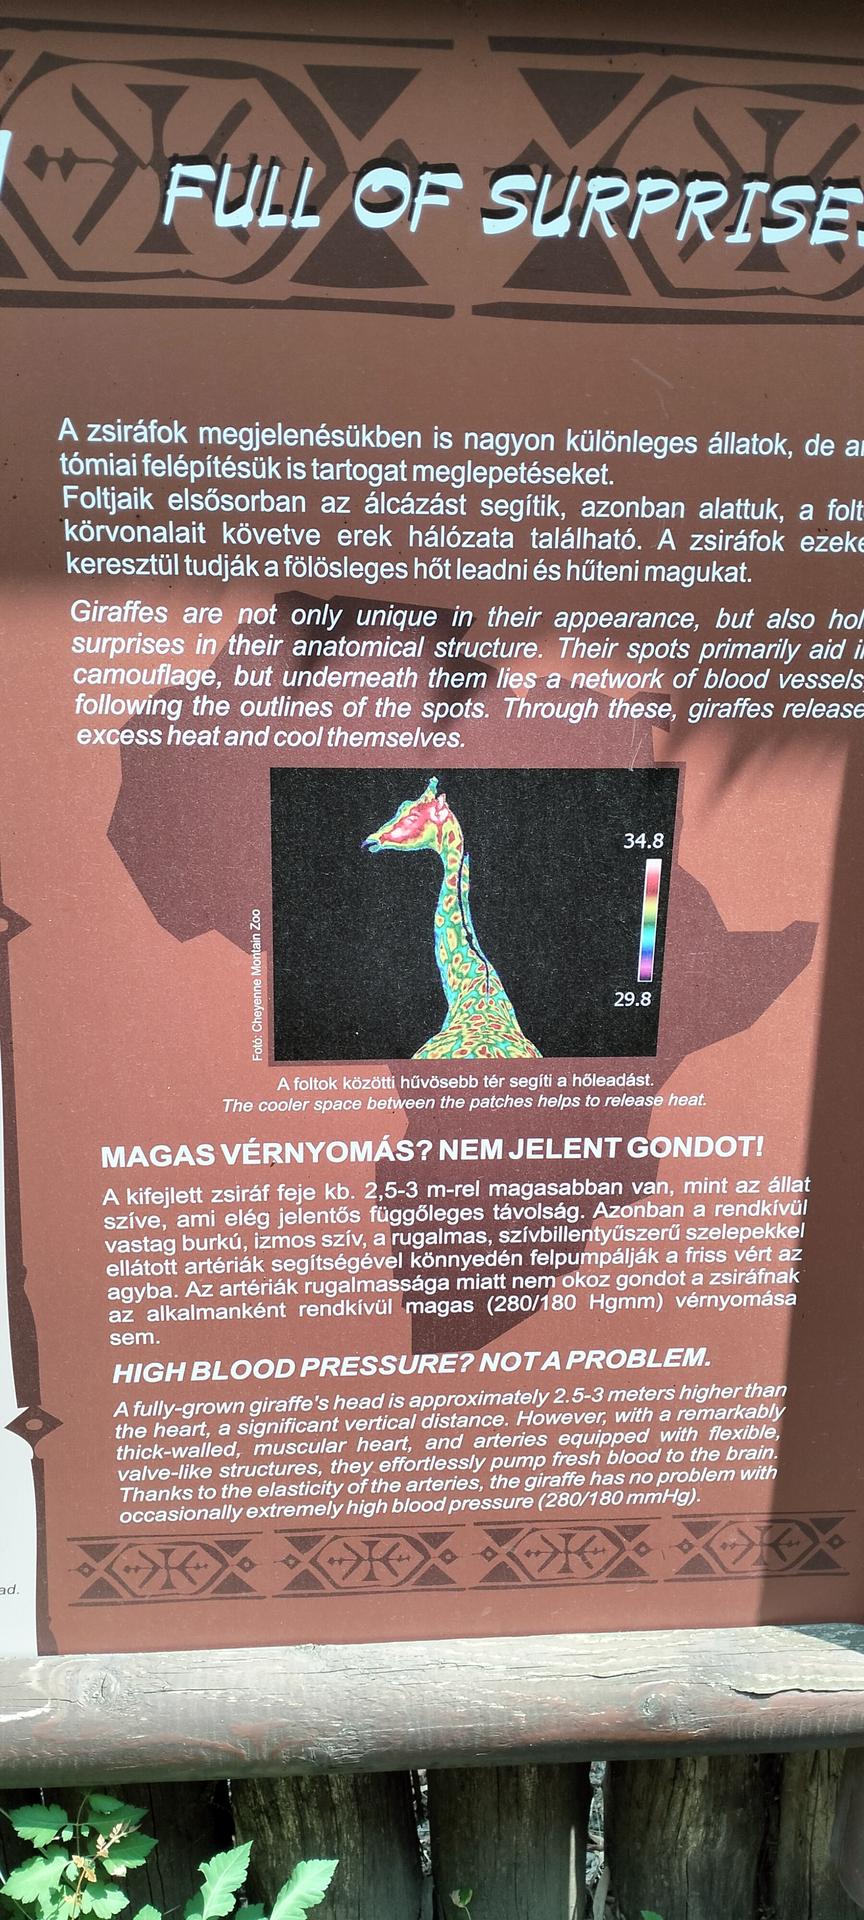 FULL OF SURPRISES
A zsiráfok megjelenésükben is nagyon különleges állatok, de
tómiai felépítésük is tartogat meglepetéseket.
Foltjaik elsősorban az álcázást segítik, azonban alattuk, a folt
körvonalait követve erek hálózata található. A zsiráfok ezeke
keresztül tudják a fölösleges hőt leadni és hűteni magukat.
Giraffes are not only unique in their appearance, but also hol
surprises in their anatomical structure. Their spots primarily aid i
camouflage, but underneath them lies a network of blood vessels,
following the outlines of the spots. Through these, giraffes release
excess heat and cool themselves.
34.8
29.8
Fotó: Cheyenne Montain Zoo
A foltok közötti hűvösebb tér segíti a hőleadást.
The cooler space between the patches helps to release heat.
MAGAS VÉRNYOMÁS? NEM JELENT GONDOT!
A kifejlett zsiráf feje kb. 2,5-3 m-rel magasabban van, mint az állat
szíve, ami elég jelentős függőleges távolság. Azonban a rendkívül
vastag burkú, izmos szív, a rugalmas, szívbillentyűszerű szelepekkel
ellátott artériák segítségével könnyedén felpumpálják a friss vért az
agyba. Az artériák rugalmassága miatt nem okoz gondot a zsiráfnak
az alkalmanként rendkívül magas (280/180 Hgmm) vérnyomása
sem.
HIGH BLOOD PRESSURE? NOT A PROBLEM.
A fully-grown giraffe's head is approximately 2.5-3 meters higher than
the heart, a significant vertical distance. However, with a remarkably
thick-walled, muscular heart, and arteries equipped with flexible,
valve-like structures, they effortlessly pump fresh blood to the brain.
Thanks to the elasticity of the arteries, the giraffe has no problem with
occasionally extremely high blood pressure (280/180 mmHg).
ad.